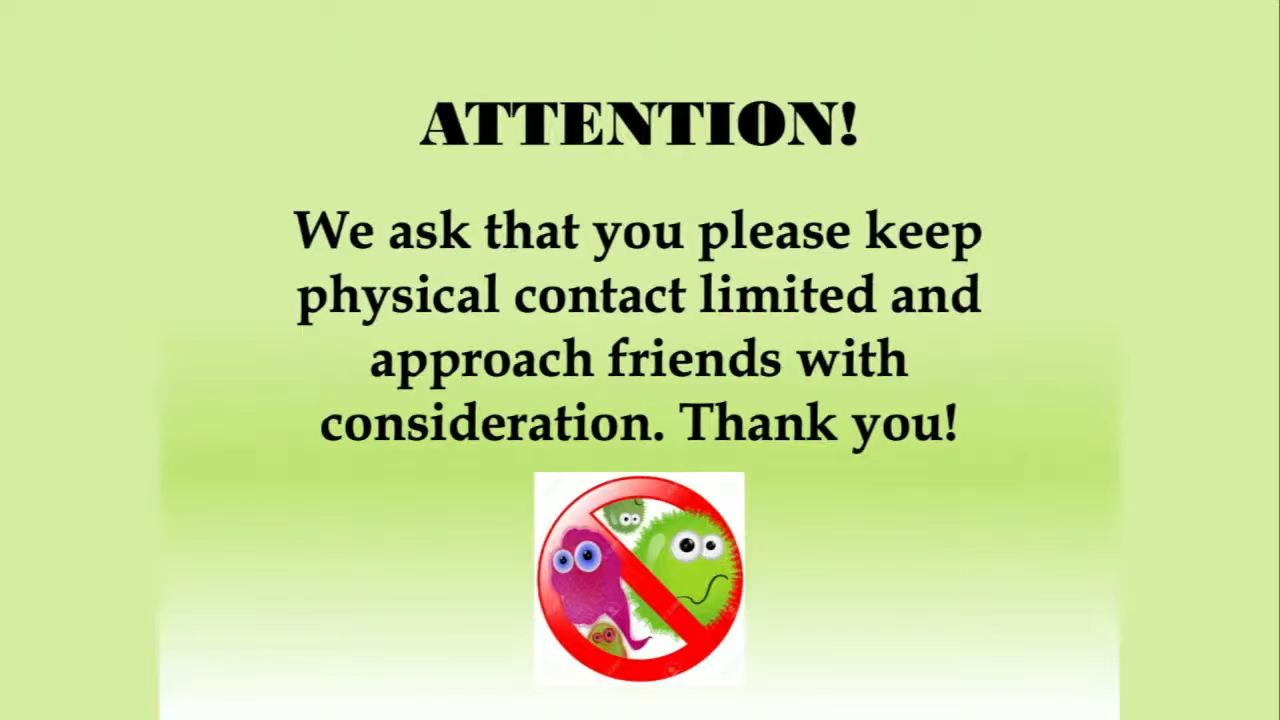 ATTENTION!
We ask that you please keep
physical contact limited and
approach friends with
consideration. Thank you!